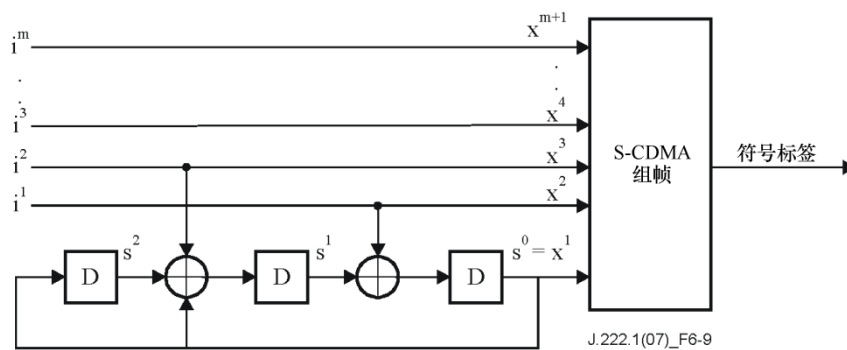 i^m x^{m+1}
. .
. .
i^3 x^4
i^2 x^3
i^1 x^2
S-CDMA
组帧
符号标签
D s^2 D s^1 D s^0 = x^1
J.222.1(07)_F6-9